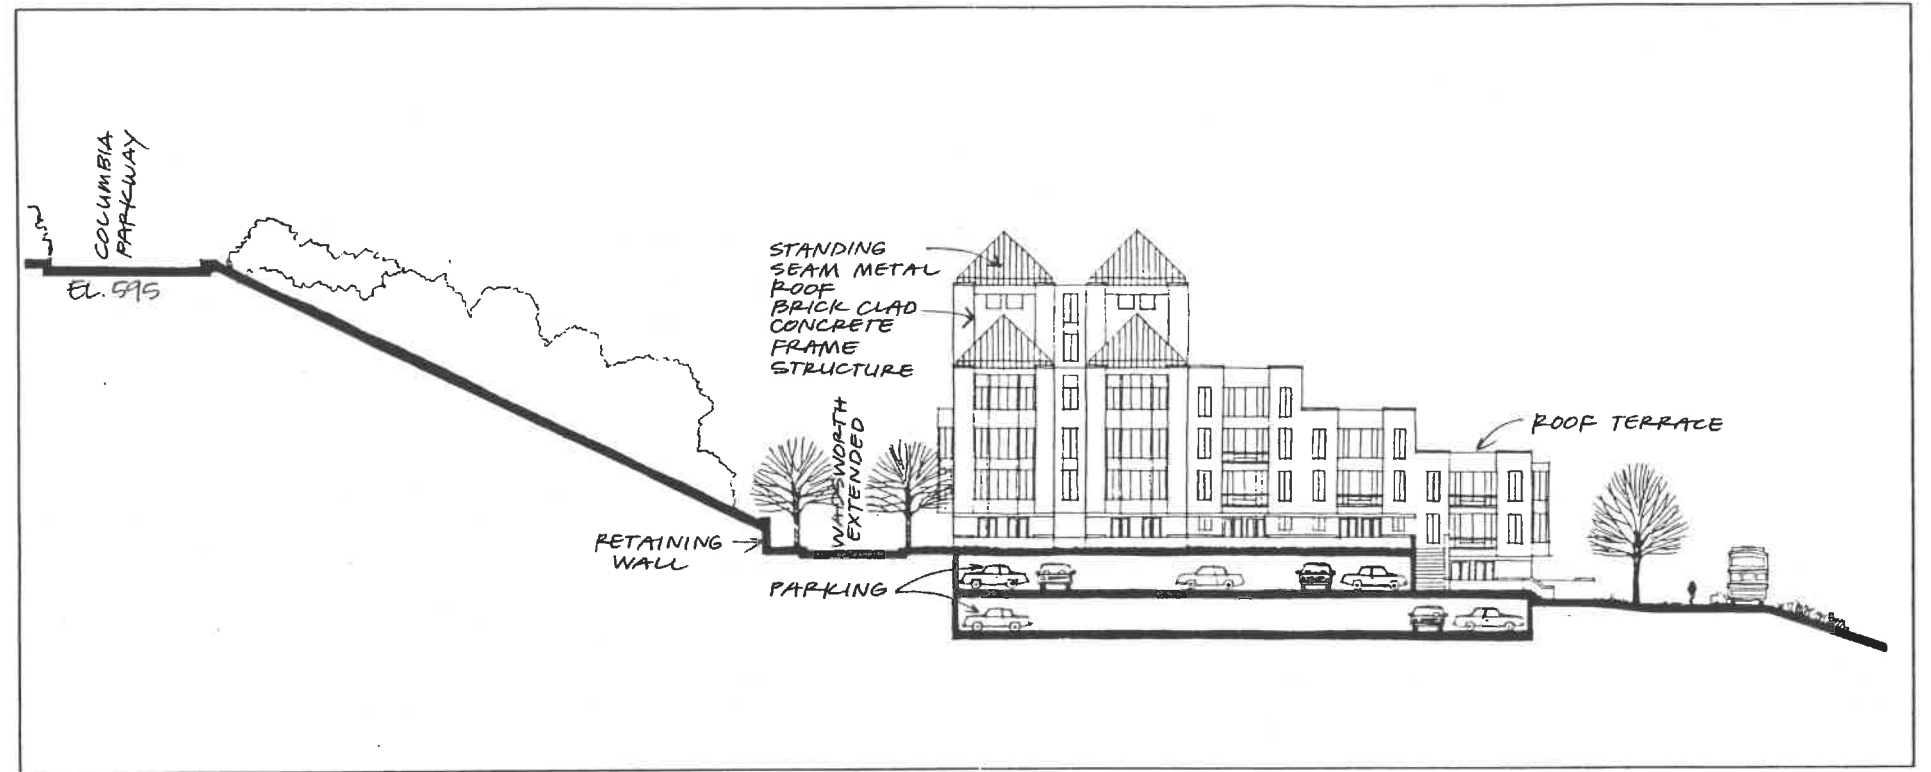 COLUMBIA
PARKWAY
EL. 595
STANDING
SEAM METAL
ROOF
BRICK CLAD
CONCRETE
FRAME
STRUCTURE
WADSWORTH
EXTENDED
ROOF TERRACE
RETAINING
WALL
PARKING